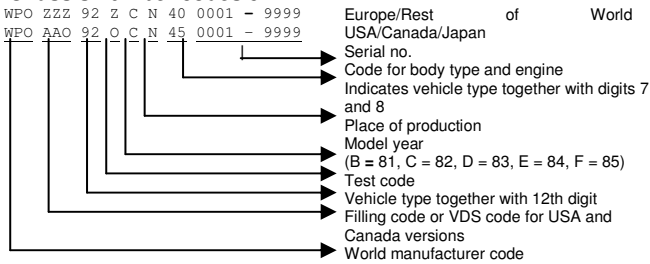 WPO ZZZ 92 Z C N 40 0001 – 9999 Europe/Rest of World
WPO AAO 92 O C N 45 0001 – 9999 USA/Canada/Japan
Serial no.
Code for body type and engine
Indicates vehicle type together with digits 7
and 8
Place of production
Model year
(B = 81, C = 82, D = 83, E = 84, F = 85)
Test code
Vehicle type together with 12th digit
Filling code or VDS code for USA and
Canada versions
World manufacturer code